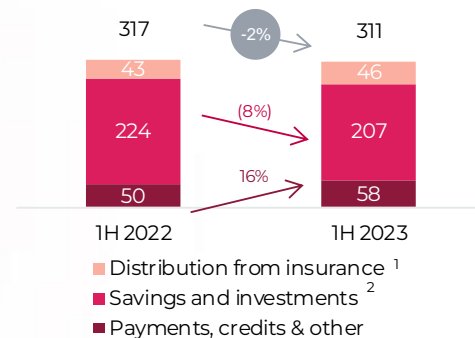 317
-2%
311
43
46
(8%)
224
207
16%
50
58
1H 2022
1H 2023
Distribution from insurance 1
Savings and investments 2
Payments, credits & other